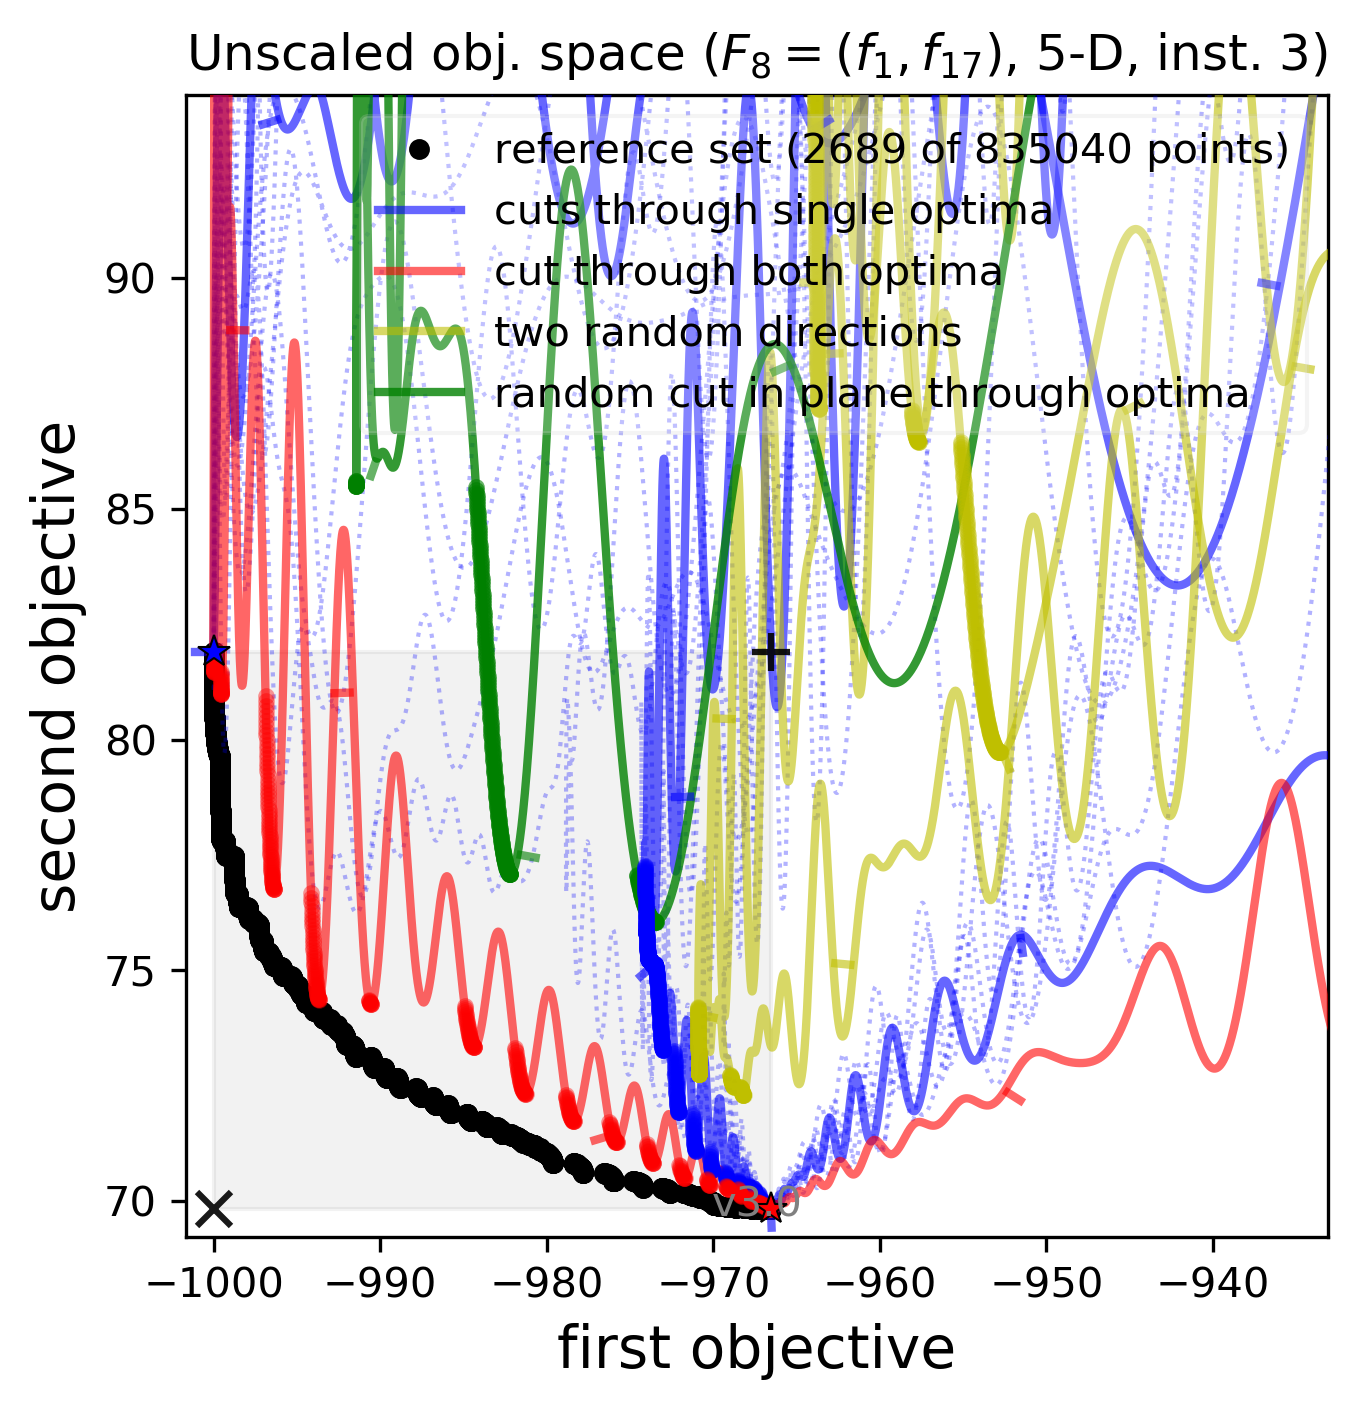 Unscaled obj. space (F₈ = (f₁, f₁₇), 5-D, inst. 3)
reference set (2689 of 835040 points)
cuts through single optima
cut through both optima
two random directions
random cut in plane through optima
90
85
80
75
70
second objective
v3.0
−1000 −990 −980 −970 −960 −950 −940
first objective